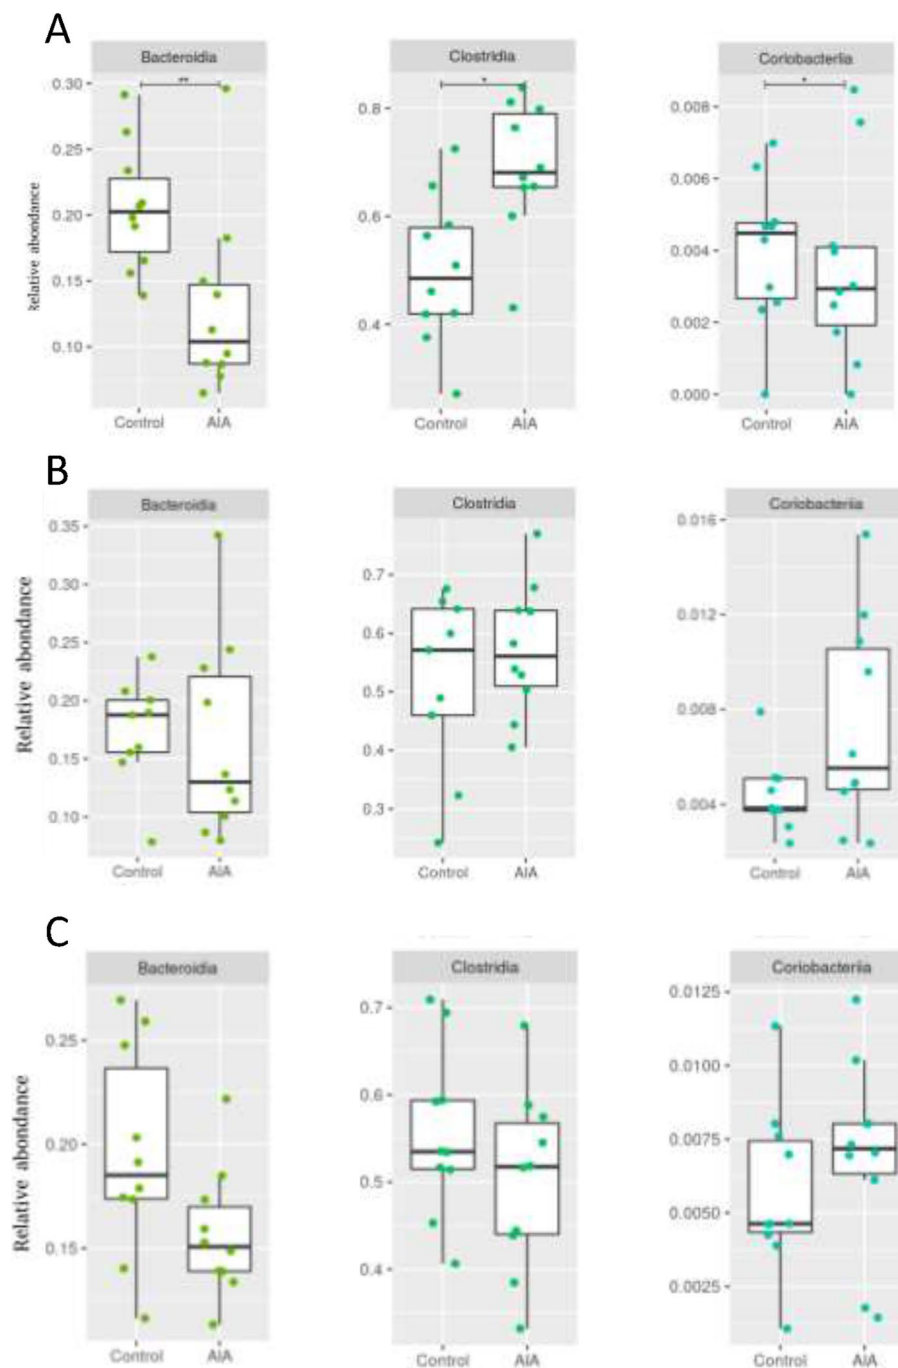 A
Bacteroidia
Clostridia
Coriobacteriia
**
*
*
0.30
0.25
0.20
0.15
0.10
Relative abundance
0.8
0.6
0.4
0.008
0.006
0.004
0.002
0.000
Control AIA
Control AIA
Control AIA
B
Bacteroidia
Clostridia
Coriobacteriia
0.35
0.30
0.25
0.20
0.15
0.10
Relative abondance
0.7
0.6
0.5
0.4
0.3
0.016
0.012
0.008
0.004
Control AIA
Control AIA
Control AIA
C
Bacteroidia
Clostridia
Coriobacteriia
0.25
0.20
0.15
Relative abondance
0.7
0.6
0.5
0.4
0.0125
0.0100
0.0075
0.0050
0.0025
Control AIA
Control AIA
Control AIA